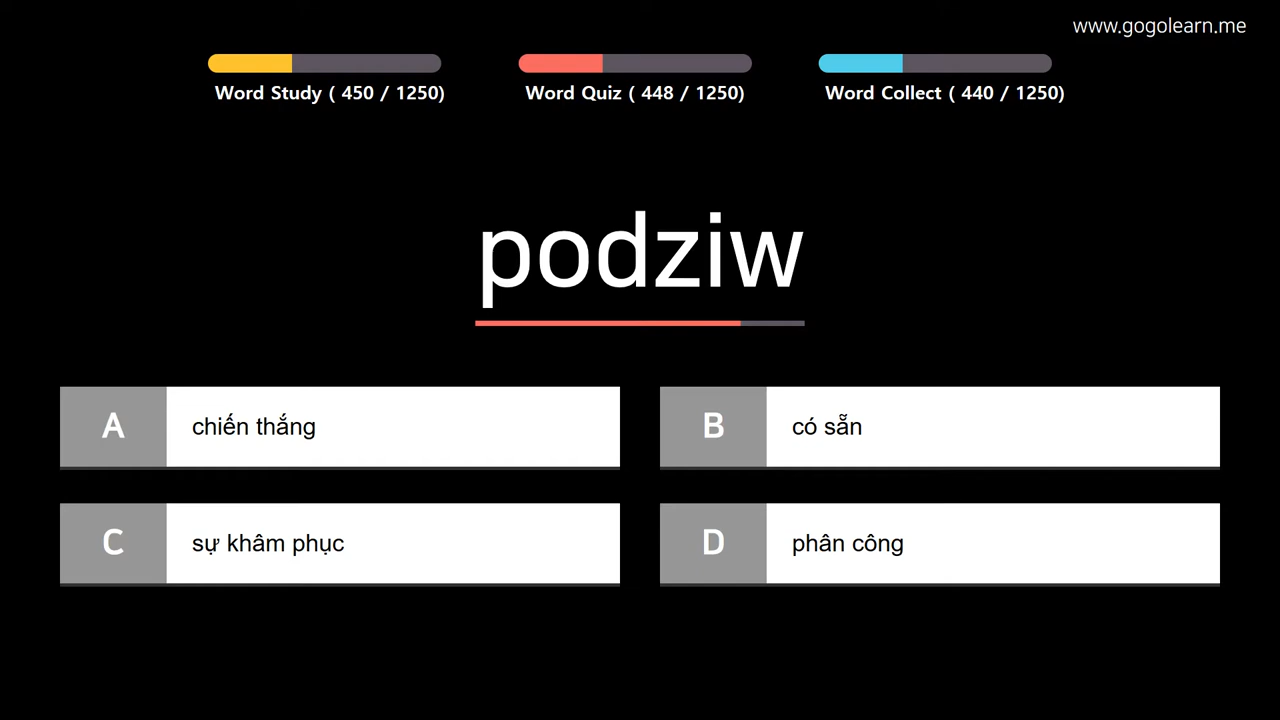 www.gogolearn.me
Word Study ( 450 / 1250)
Word Quiz ( 448 / 1250)
Word Collect ( 440 / 1250)
podziw
A chiến thắng
B có sẵn
C sự khâm phục
D phân công